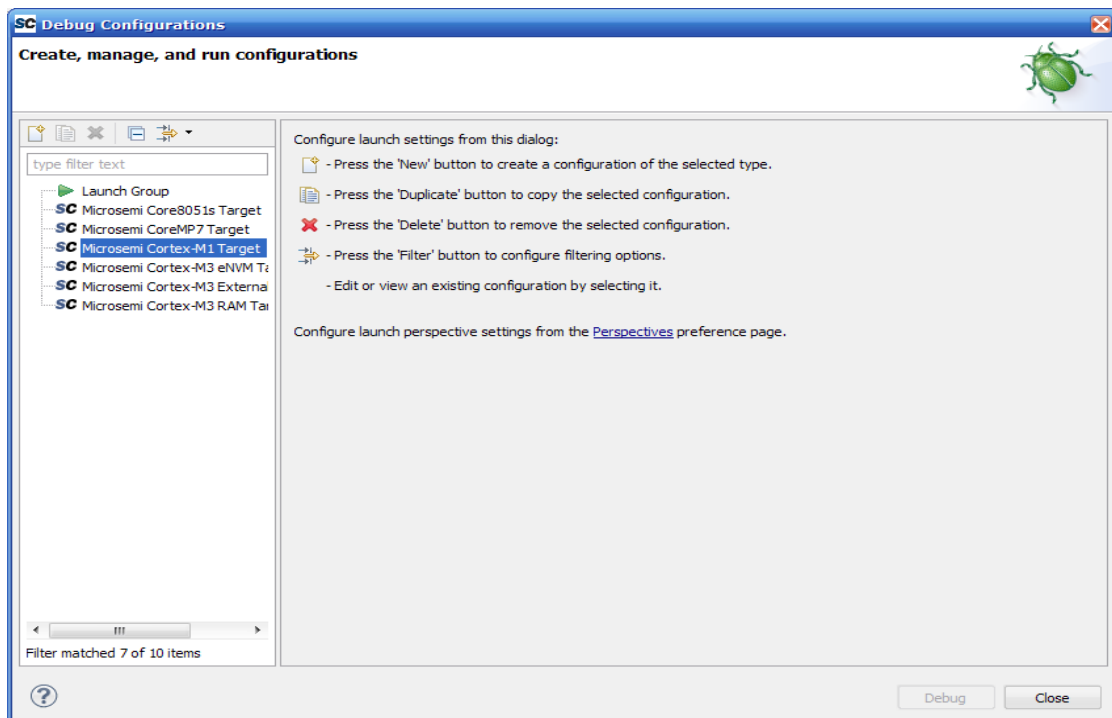 SC Debug Configurations
Create, manage, and run configurations
type filter text
Launch Group
SC Microsemi Core8051s Target
SC Microsemi CoreMP7 Target
SC Microsemi Cortex-M1 Target
SC Microsemi Cortex-M3 eNVM Ta
SC Microsemi Cortex-M3 Externa
SC Microsemi Cortex-M3 RAM Tar
Filter matched 7 of 10 items
Configure launch settings from this dialog:
- Press the 'New' button to create a configuration of the selected type.
- Press the 'Duplicate' button to copy the selected configuration.
- Press the 'Delete' button to remove the selected configuration.
- Press the 'Filter' button to configure filtering options.
- Edit or view an existing configuration by selecting it.
Configure launch perspective settings from the Perspectives preference page.
?
Debug
Close